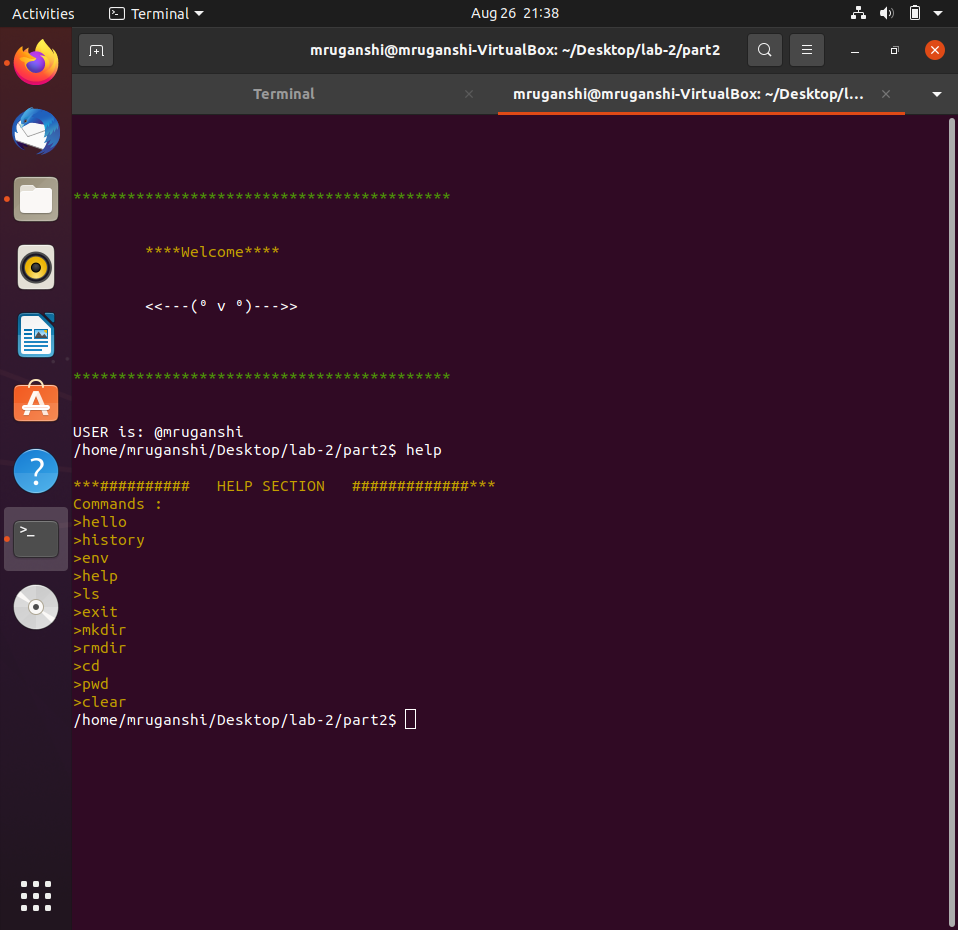 Activities Terminal Aug 26 21:38
mruganshi@mruganshi-VirtualBox: ~/Desktop/lab-2/part2
Terminal mruganshi@mruganshi-VirtualBox: ~/Desktop/l...
******************************************
****Welcome****
<<---(° v °)--->>
******************************************
USER is: @mruganshi
/home/mruganshi/Desktop/lab-2/part2$ help
***########## HELP SECTION #############***
Commands :
>hello
>history
>env
>help
>ls
>exit
>mkdir
>rmdir
>cd
>pwd
>clear
/home/mruganshi/Desktop/lab-2/part2$